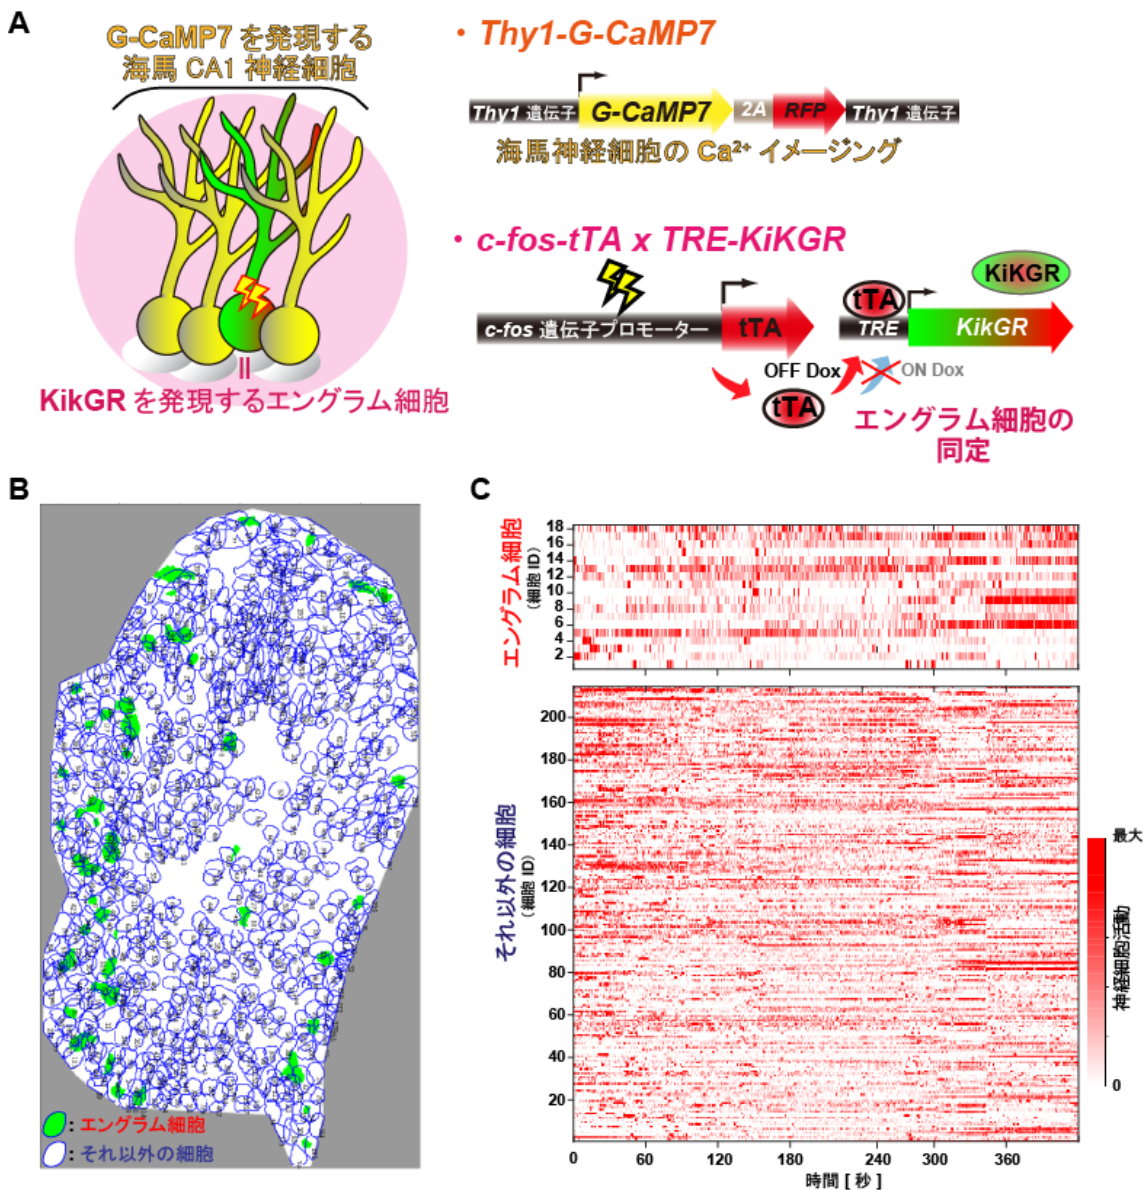 A
G-CaMP7 を発現する
海馬 CA1 神経細胞
KikGR を発現するエングラム細胞
・Thy1-G-CaMP7
Thy1 遺伝子 G-CaMP7 2A RFP Thy1 遺伝子
海馬神経細胞の Ca²⁺ イメージング
・c-fos-tTA x TRE-KiKGR
KiKGR
c-fos 遺伝子プロモーター tTA
tTA
TRE KikGR
OFF Dox ON Dox
tTA
エングラム細胞の
同定
B
: エングラム細胞
: それ以外の細胞
C
エングラム細胞
(細胞 ID)
18
16
14
12
10
8
6
4
2
それ以外の細胞
(細胞 ID)
200
180
160
140
120
100
80
60
40
20
0 60 120 180 240 300 360
時間 [ 秒 ]
最大
神経細胞活動
0